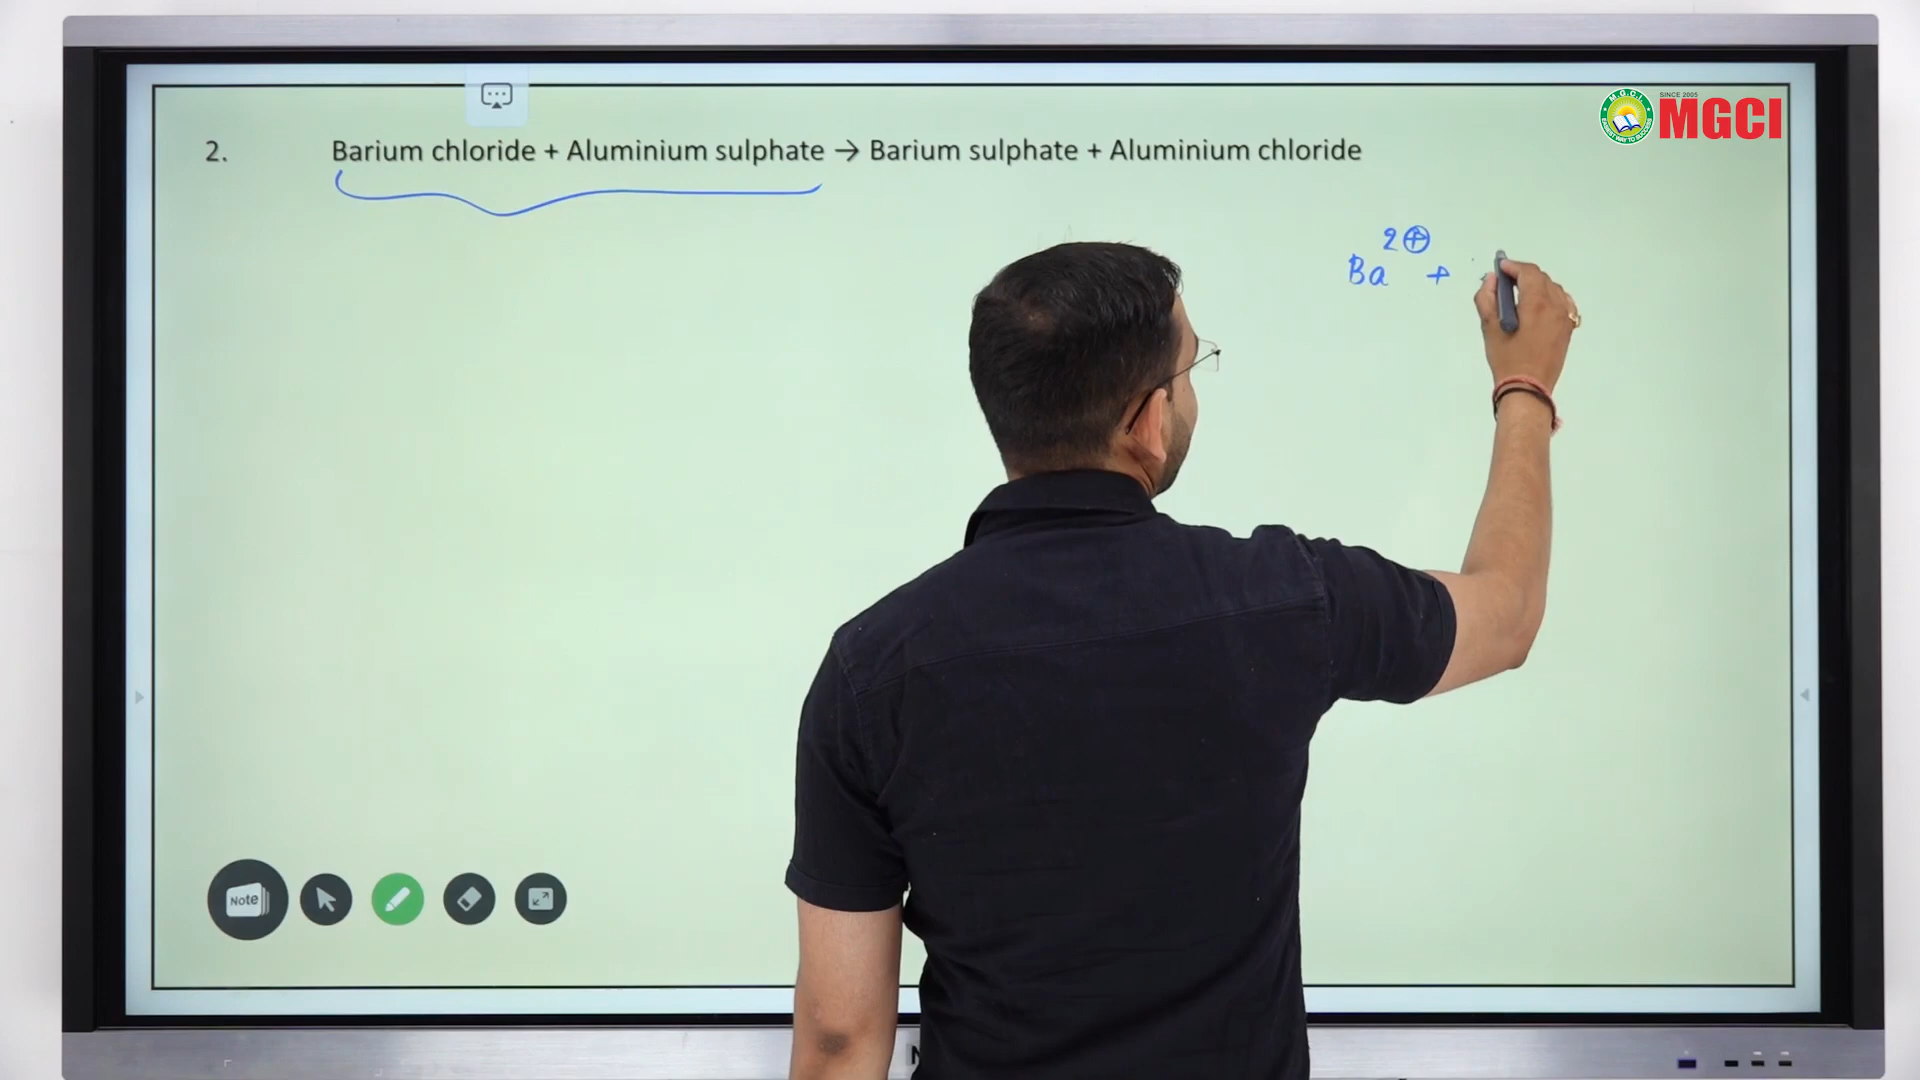 SINCE 2005
M.G.C.I.
MGCI
2. Barium chloride + Aluminium sulphate → Barium sulphate + Aluminium chloride
2⊕
Ba +
Note
N